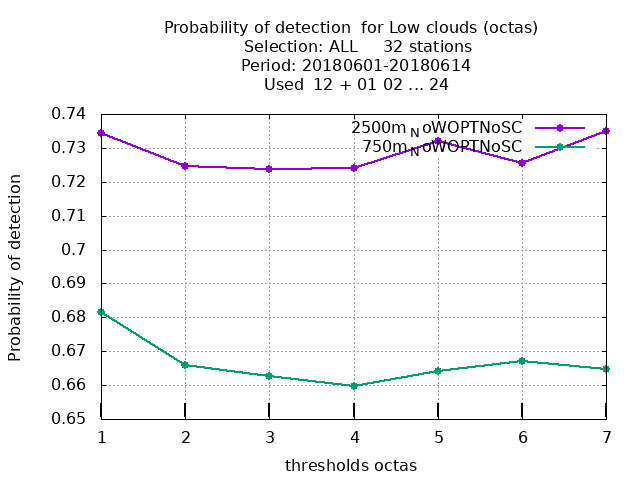 Probability of detection  for Low clouds (octas)
Selection: ALL     32 stations
Period: 20180601-20180614
Used  12 + 01 02 ... 24
Probability of detection
0.74
0.73
0.72
0.71
0.7
0.69
0.68
0.67
0.66
0.65
2500mNoWOPTNoSC
750mNoWOPTNoSC
1 2 3 4 5 6 7
thresholds octas